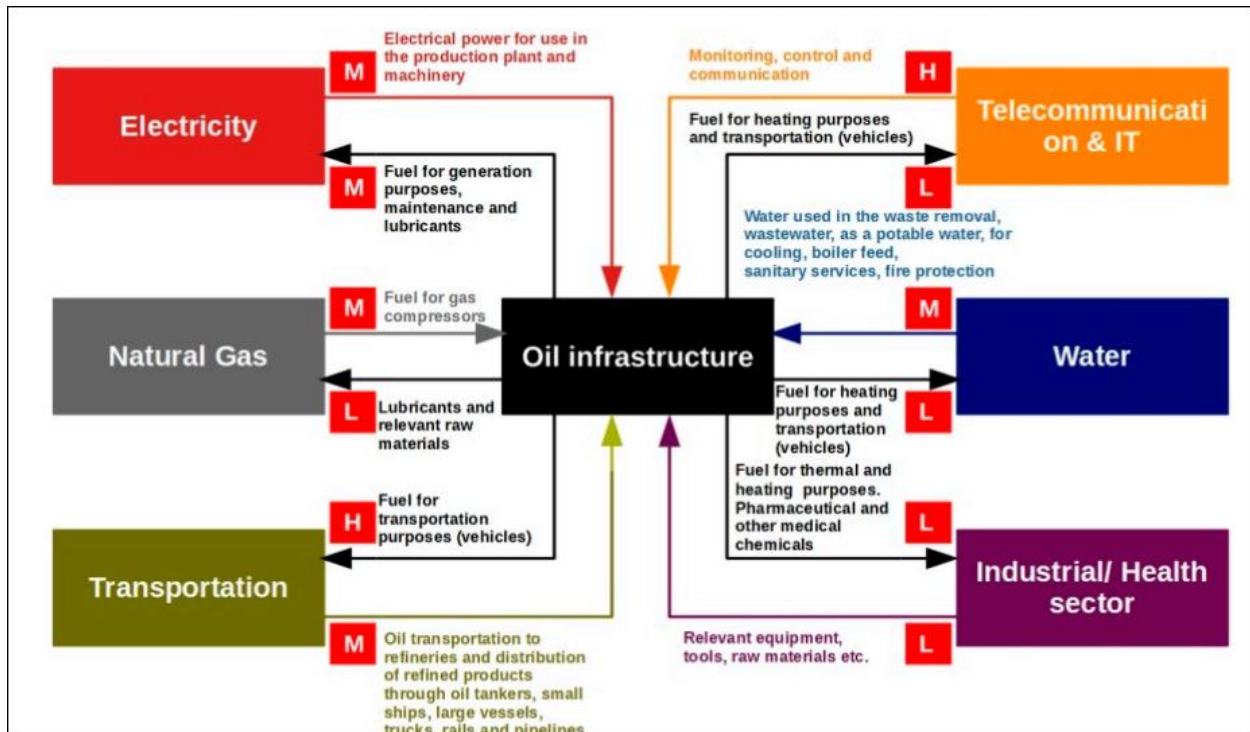 Electrical power for use in
the production plant and
machinery
M
Electricity
M
Fuel for generation
purposes,
maintenance and
lubricants
Monitoring, control and
communication
H
Telecommunicati
on & IT
Fuel for heating purposes
and transportation (vehicles)
L
Water used in the waste removal,
wastewater, as a potable water, for
cooling, boiler feed,
sanitary services, fire protection
M
Fuel for gas
compressors
Natural Gas
L
Lubricants and
relevant raw
materials
Oil infrastructure
M
Water
Fuel for heating
purposes and
transportation
(vehicles)
L
H
Fuel for
transportation
purposes (vehicles)
Transportation
M
Oil transportation to
refineries and distribution
of refined products
through oil tankers, small
ships, large vessels,
trucks, rails and pipelines
Fuel for thermal and
heating purposes.
Pharmaceutical and
other medical
chemicals
L
Industrial/ Health
sector
Relevant equipment,
tools, raw materials etc.
L